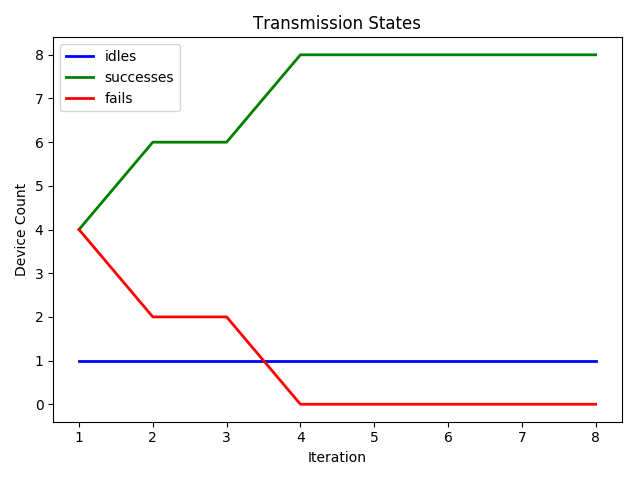 Transmission States
idles
successes
fails
Device Count
8
7
6
5
4
3
2
1
0
1 2 3 4 5 6 7 8
Iteration